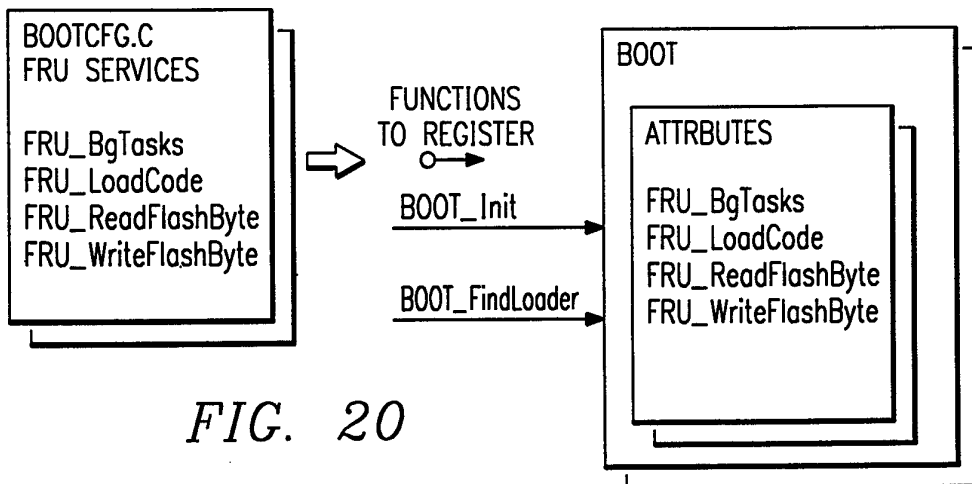 BOOTCFG.C
FRU SERVICES
FRU_BgTasks
FRU_LoadCode
FRU_ReadFlashByte
FRU_WriteFlashByte
FUNCTIONS
TO REGISTER
BOOT_Init
BOOT_FindLoader
BOOT
ATTRBUTES
FRU_BgTasks
FRU_LoadCode
FRU_ReadFlashByte
FRU_WriteFlashByte
FIG. 20